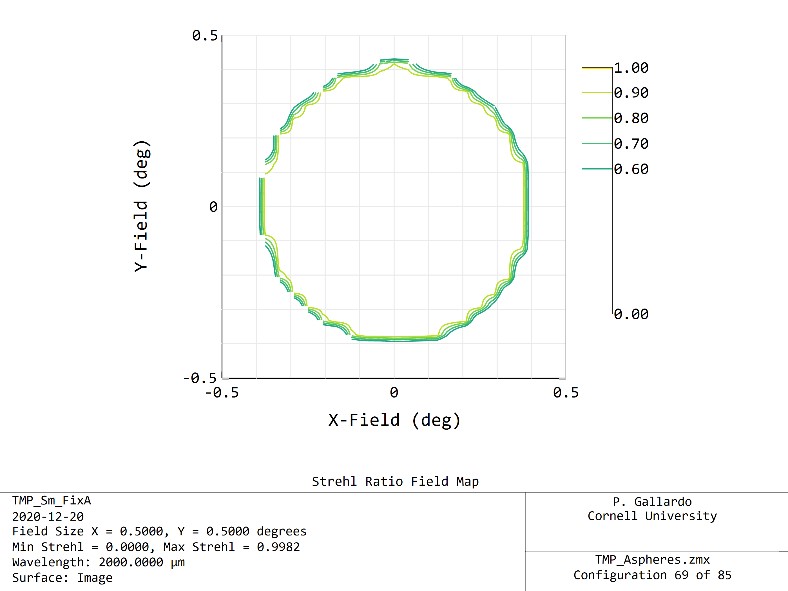 0.5
0
-0.5
-0.5
0
0.5
Y-Field (deg)
X-Field (deg)
1.00
0.90
0.80
0.70
0.60
0.00
Strehl Ratio Field Map
TMP_Sm_FixA
2020-12-20
Field Size X = 0.5000, Y = 0.5000 degrees
Min Strehl = 0.0000, Max Strehl = 0.9982
Wavelength: 2000.0000 µm
Surface: Image
P. Gallardo
Cornell University
TMP_Aspheres.zmx
Configuration 69 of 85